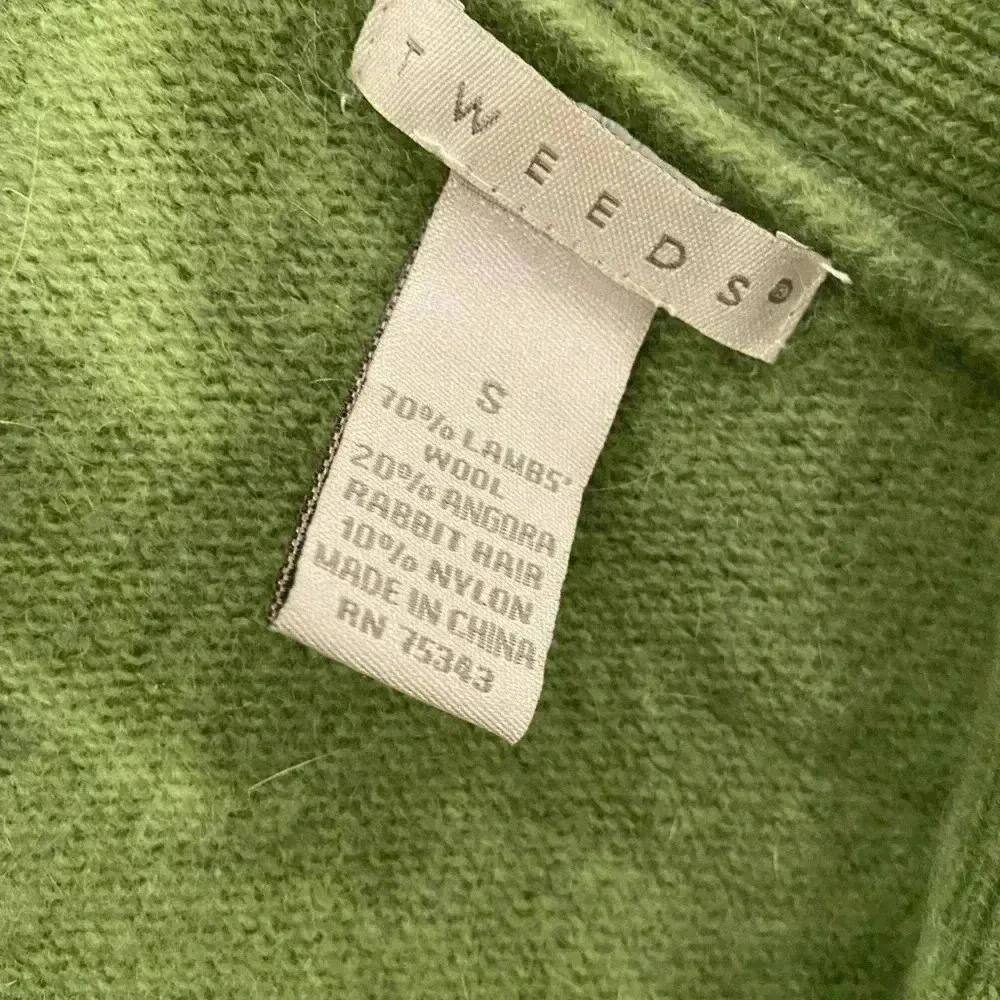 TWEEDS®
S
70% LAMBS'
WOOL
20% ANGORA
RABBIT HAIR
10% NYLON
MADE IN CHINA
RN 75343